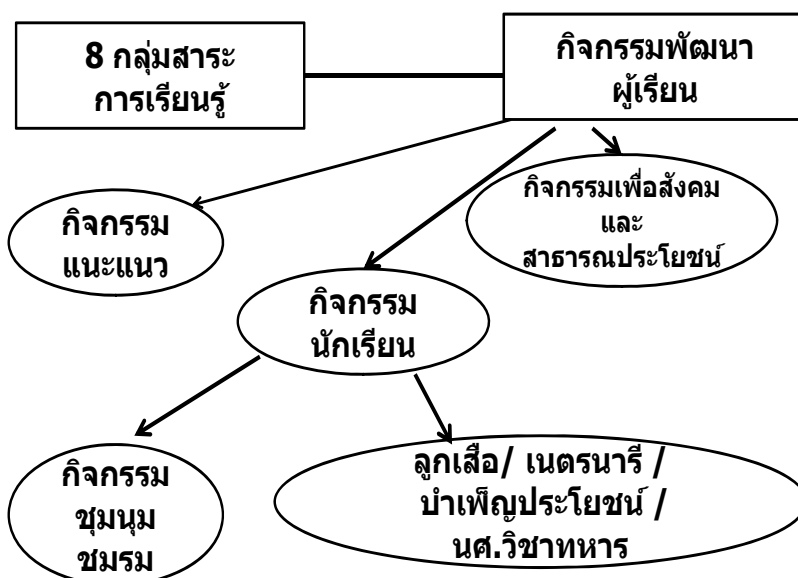 8 กลุ่มสาระ
การเรียนรู้
กิจกรรมพัฒนา
ผู้เรียน
กิจกรรม
แนะแนว
กิจกรรมเพื่อสังคม
และ
สาธารณประโยชน์
กิจกรรม
นักเรียน
กิจกรรม
ชุมนุม
ชมรม
ลูกเสือ/ เนตรนารี /
บำเพ็ญประโยชน์ /
นศ.วิชาทหาร